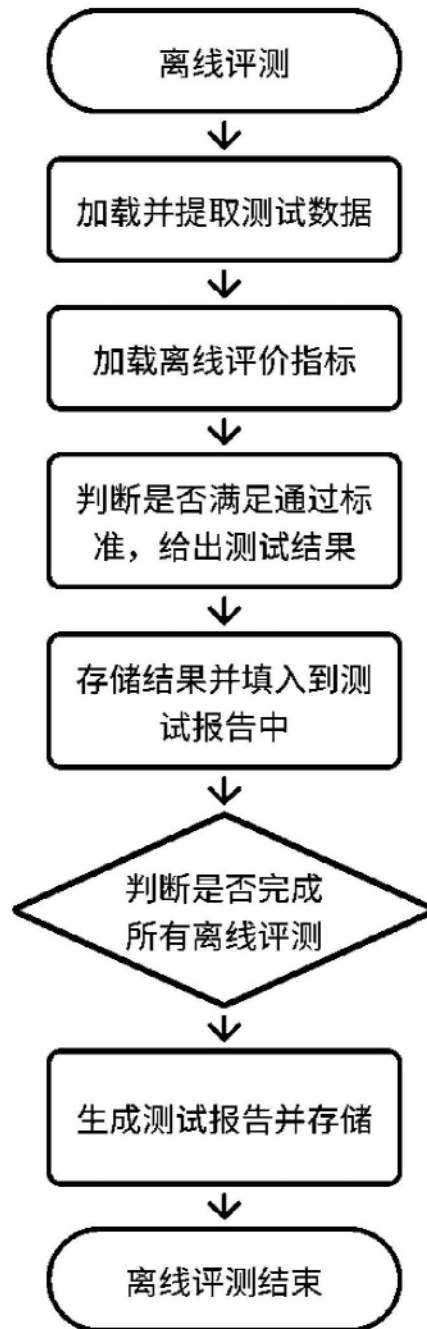 离线评测
加载并提取测试数据
加载离线评价指标
判断是否满足通过标
准，给出测试结果
存储结果并填入到测
试报告中
判断是否完成
所有离线评测
生成测试报告并存储
离线评测结束